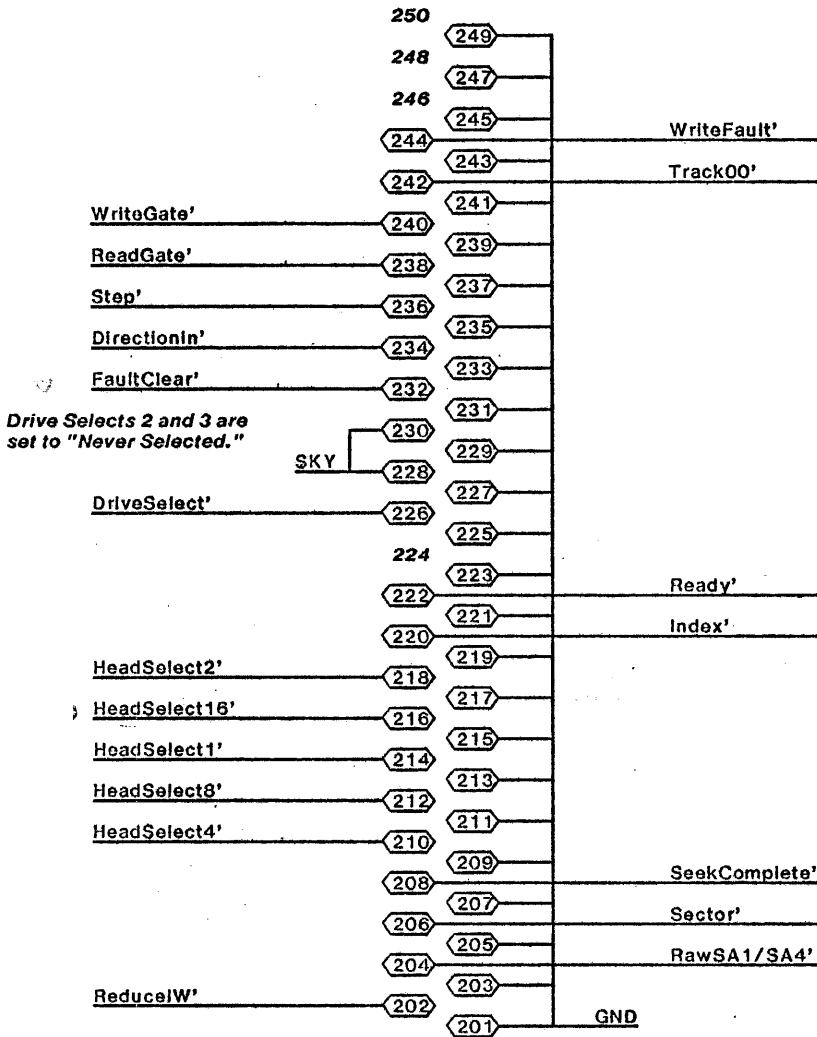 250
249
248
247
246
245
244 WriteFault'
243
242 Track00'
241
WriteGate' 240
239
ReadGate' 238
237
Step' 236
235
DirectionIn' 234
233
FaultClear' 232
231
Drive Selects 2 and 3 are
set to "Never Selected."
230
229
SKY 228
227
DriveSelect' 226
225
224
223
222 Ready'
221
220 Index'
219
HeadSelect2' 218
217
HeadSelect16' 216
215
HeadSelect1' 214
213
HeadSelect8' 212
211
HeadSelect4' 210
209
208 SeekComplete'
207
206 Sector'
205
204 RawSA1/SA4'
203
ReduceIW' 202
201 GND